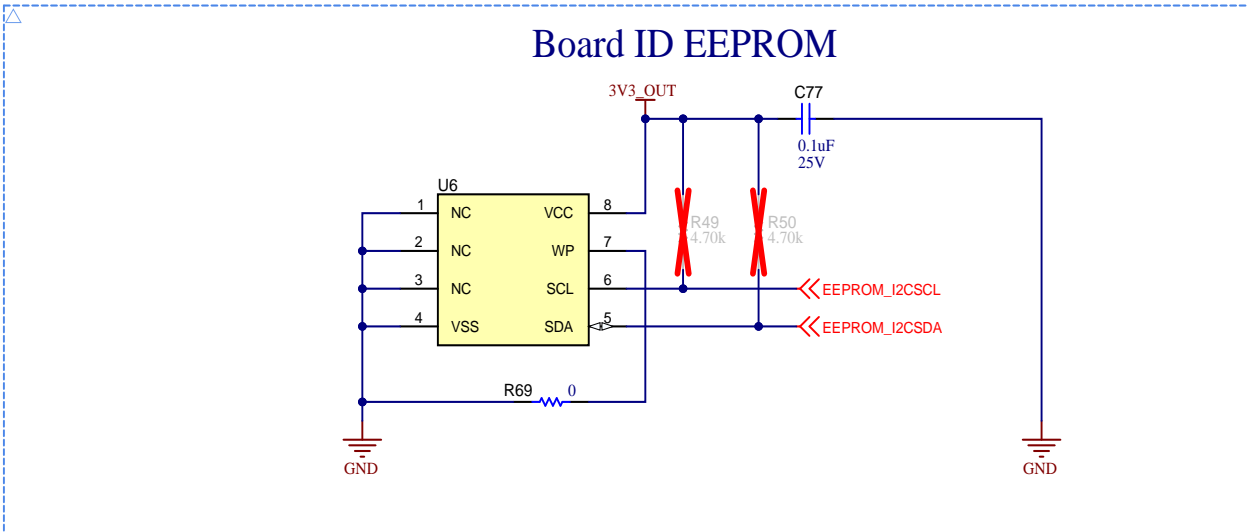 Board ID EEPROM
3V3_OUT
C77
0.1uF
25V
U6
1 NC VCC 8
2 NC WP 7
3 NC SCL 6
4 VSS SDA 5
R49
4.70k
R50
4.70k
EEPROM_I2CSCL
EEPROM_I2CSDA
R69 0
GND
GND